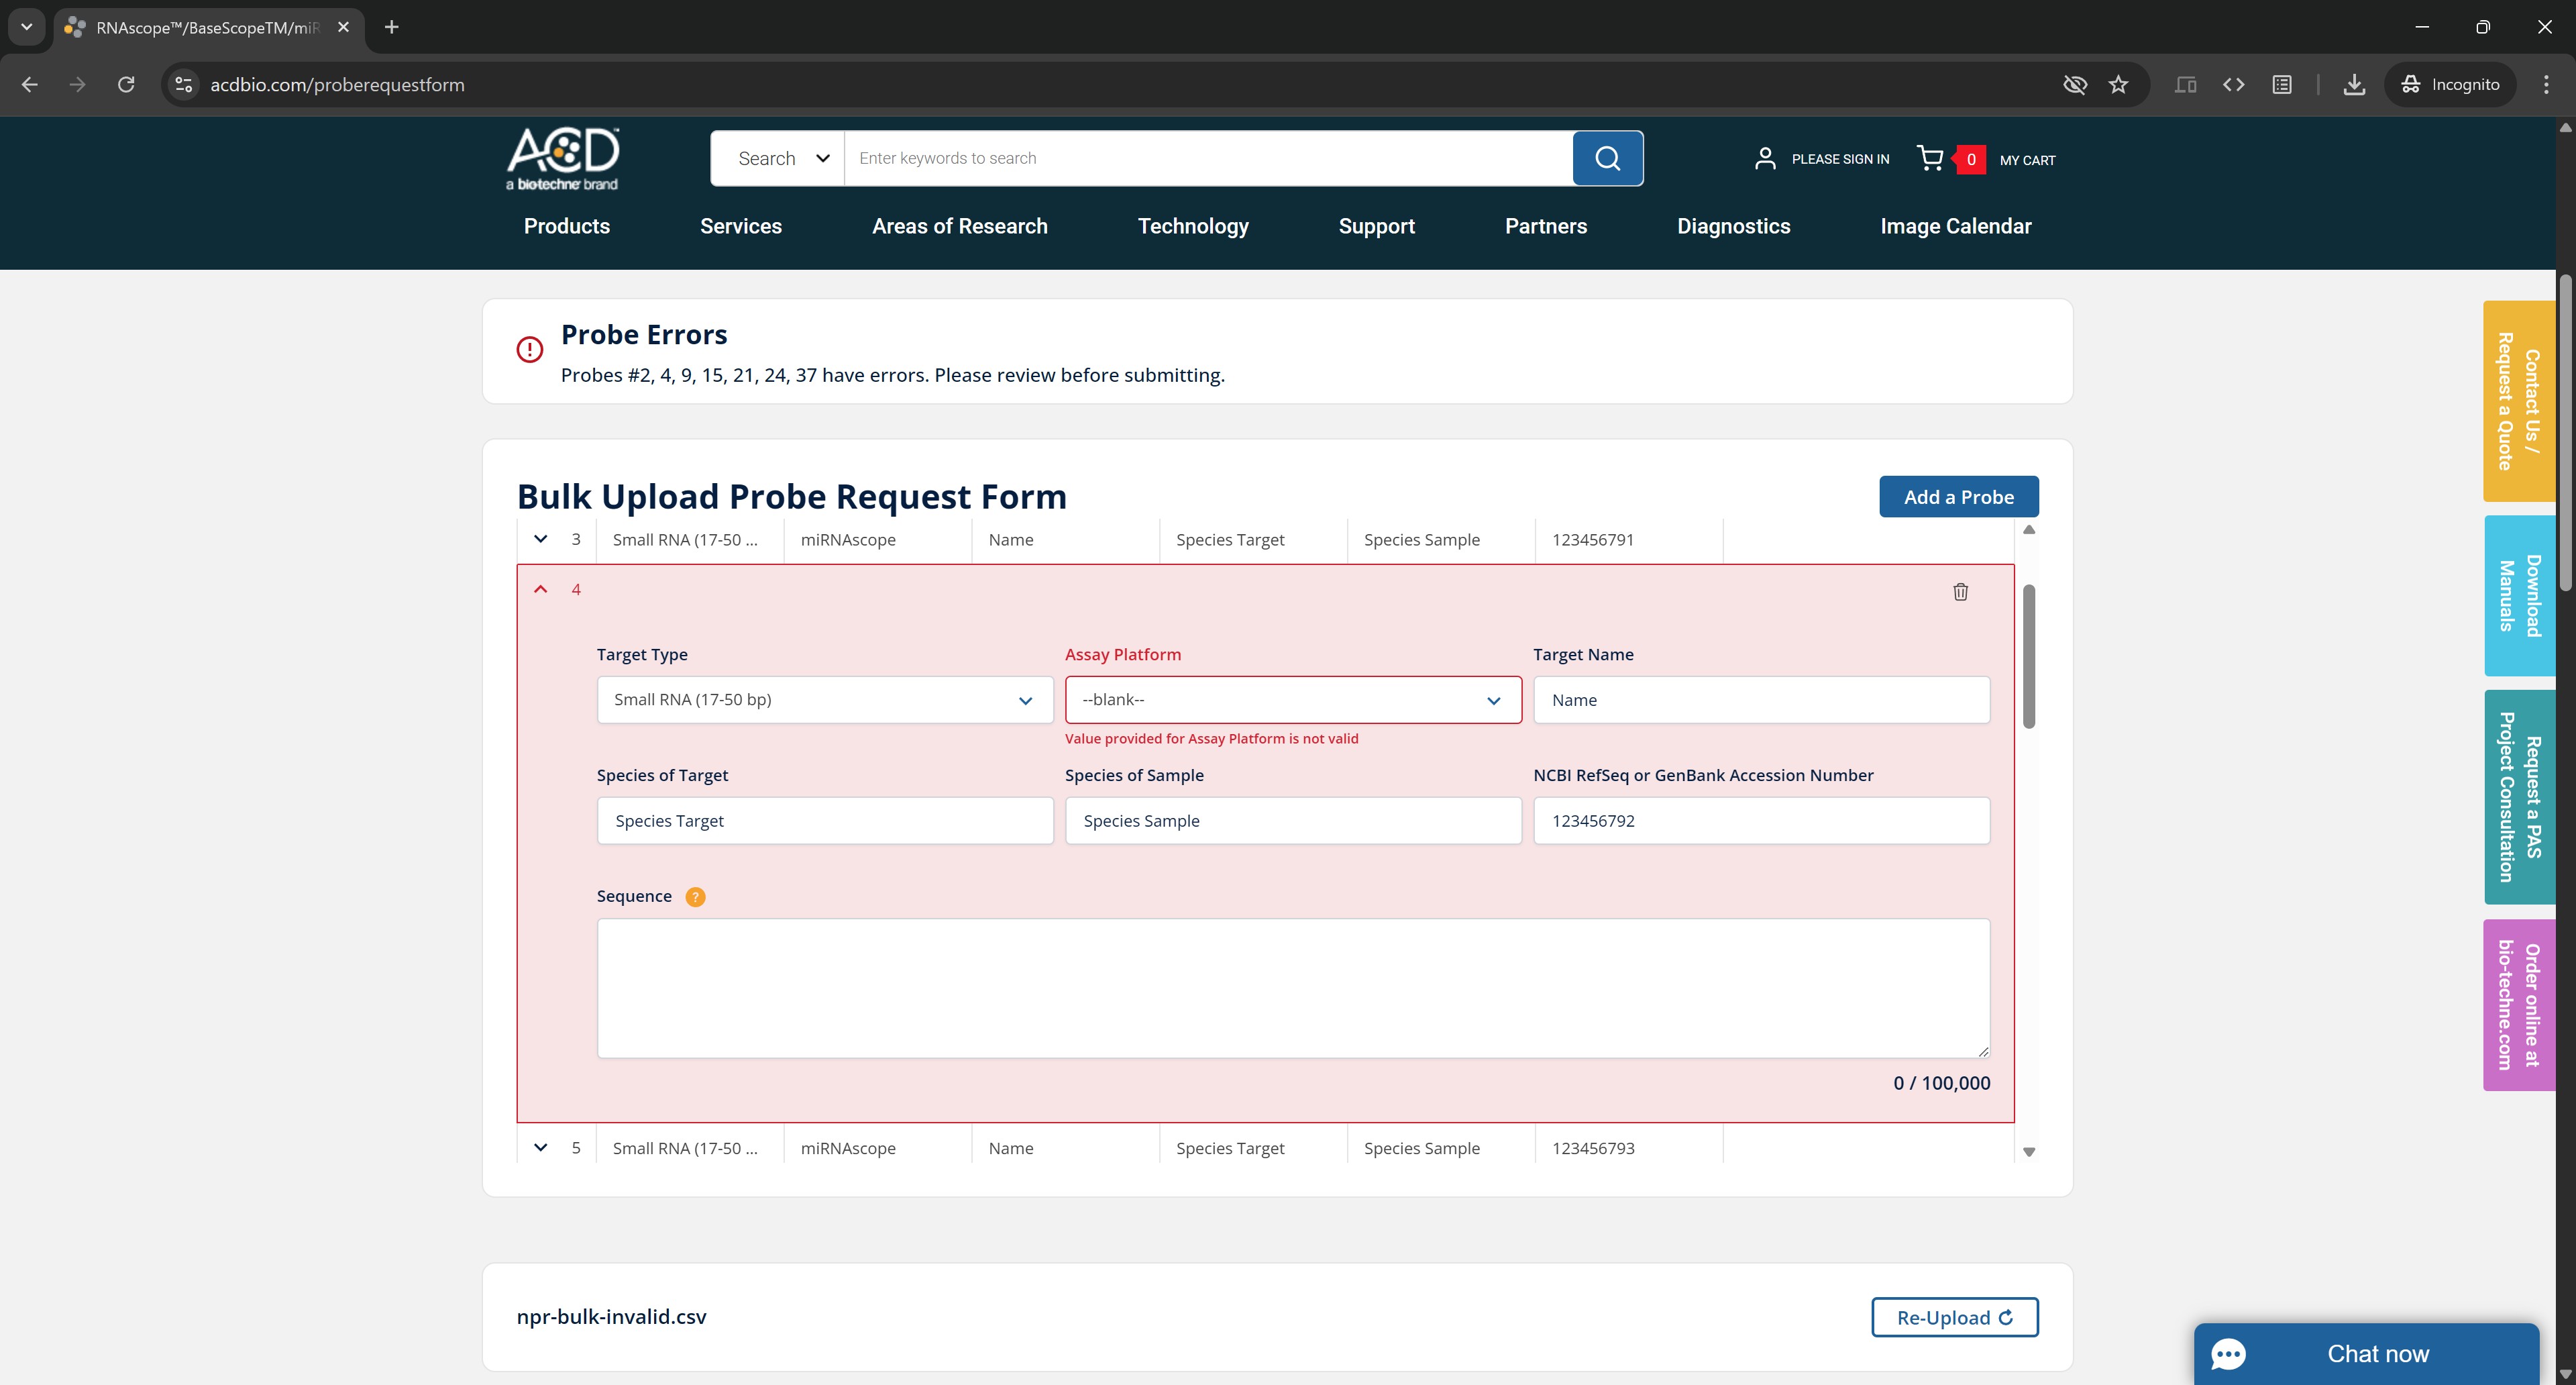 RNAscope™/BaseScopeTM/miR
acdbio.com/proberequestform
Incognito
ACD™
a biotechne brand
Search
Enter keywords to search
PLEASE SIGN IN
0
MY CART
Products
Services
Areas of Research
Technology
Support
Partners
Diagnostics
Image Calendar
Probe Errors
Probes #2, 4, 9, 15, 21, 24, 37 have errors. Please review before submitting.
Bulk Upload Probe Request Form
Add a Probe
3 Small RNA (17-50 ... miRNAscope Name Species Target Species Sample 123456791
4
Target Type
Assay Platform
Target Name
Small RNA (17-50 bp)
--blank--
Name
Value provided for Assay Platform is not valid
Species of Target
Species of Sample
NCBI RefSeq or GenBank Accession Number
Species Target
Species Sample
123456792
Sequence ?
0 / 100,000
5 Small RNA (17-50 ... miRNAscope Name Species Target Species Sample 123456793
npr-bulk-invalid.csv
Re-Upload
Contact Us /
Request a Quote
Download
Manuals
Request a PAS
Project Consultation
Order online at
bio-techne.com
Chat now